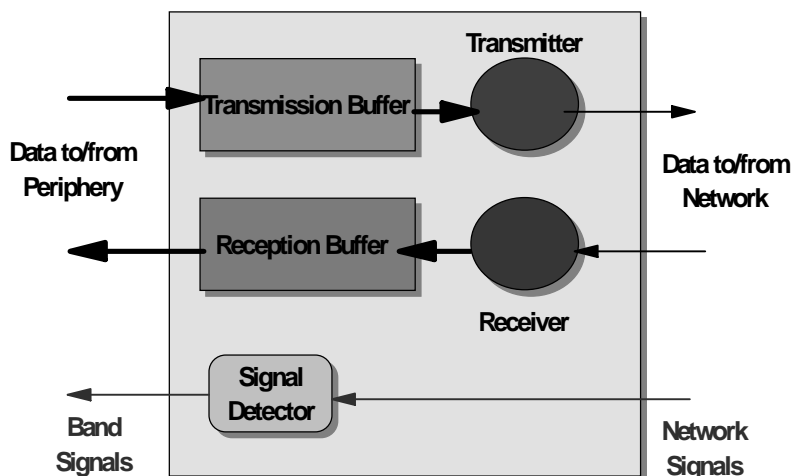 Transmitter
Transmission Buffer
Data to/from
Periphery
Data to/from
Network
Reception Buffer
Receiver
Signal
Detector
Band
Signals
Network
Signals